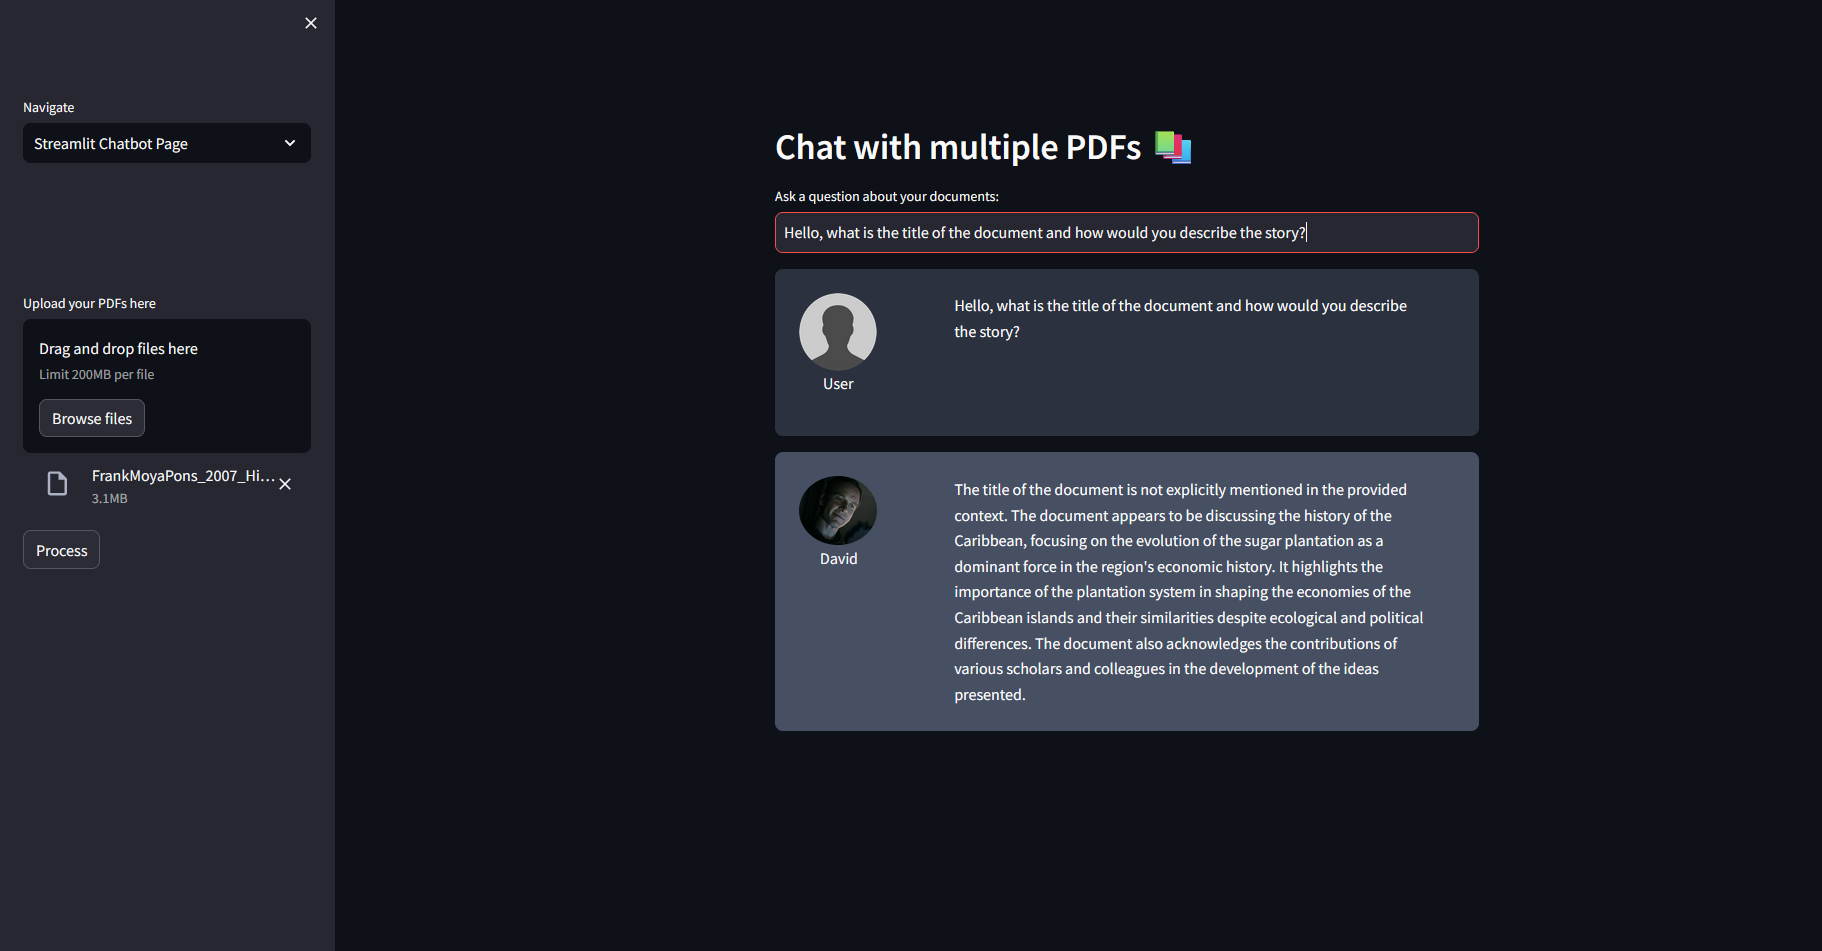 Navigate
Streamlit Chatbot Page
Upload your PDFs here
Drag and drop files here
Limit 200MB per file
Browse files
FrankMoyaPons_2007_Hi...
3.1MB
Process
Chat with multiple PDFs
Ask a question about your documents:
Hello, what is the title of the document and how would you describe the story?
Hello, what is the title of the document and how would you describe
the story?
User
The title of the document is not explicitly mentioned in the provided
context. The document appears to be discussing the history of the
Caribbean, focusing on the evolution of the sugar plantation as a
dominant force in the region's economic history. It highlights the
importance of the plantation system in shaping the economies of the
Caribbean islands and their similarities despite ecological and political
differences. The document also acknowledges the contributions of
various scholars and colleagues in the development of the ideas
presented.
David